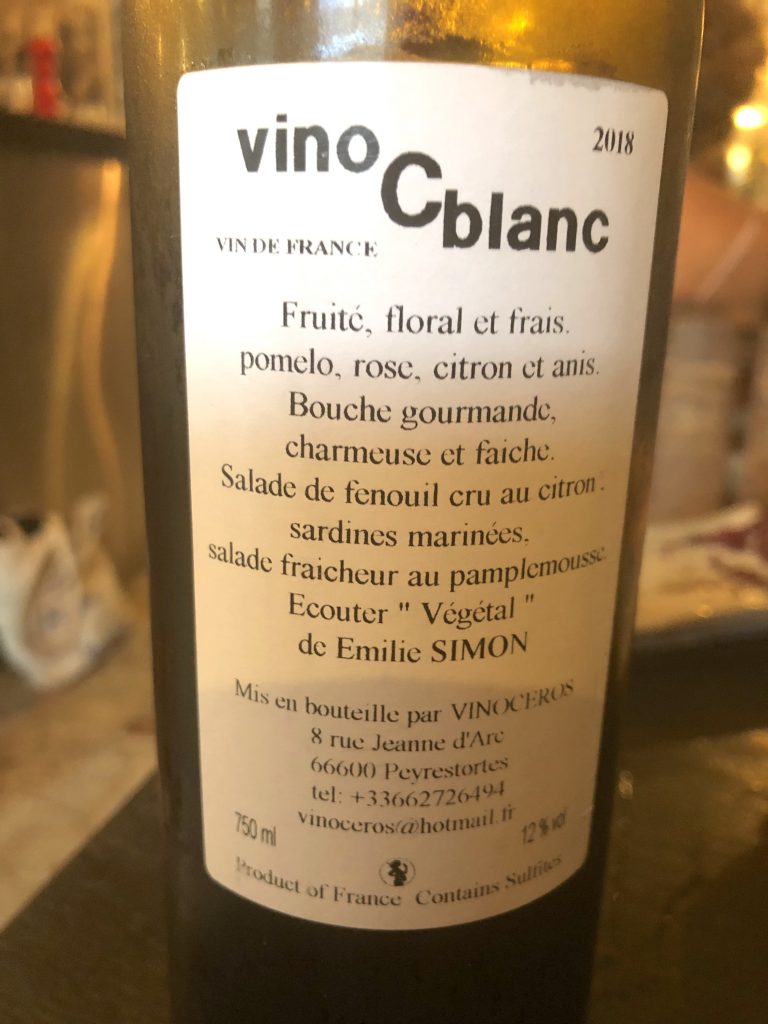 vino
C
blanc
2018
VIN DE FRANCE
Fruité, floral et frais.
pomelo, rose, citron et anis.
Bouche gourmande,
charmeuse et faiche.
Salade de fenouil cru au citron.
sardines marinées,
salade fraicheur au pamplemousse.
Ecouter " Végétal "
de Emilie SIMON
Mis en bouteille par VINOCEROS
8 rue Jeanne d'Arc
66600 Peyrestortes
tel: +33662726494
vinoceros@hotmail.fr
750 ml
12 % vol
Product of France Contains Sulfites